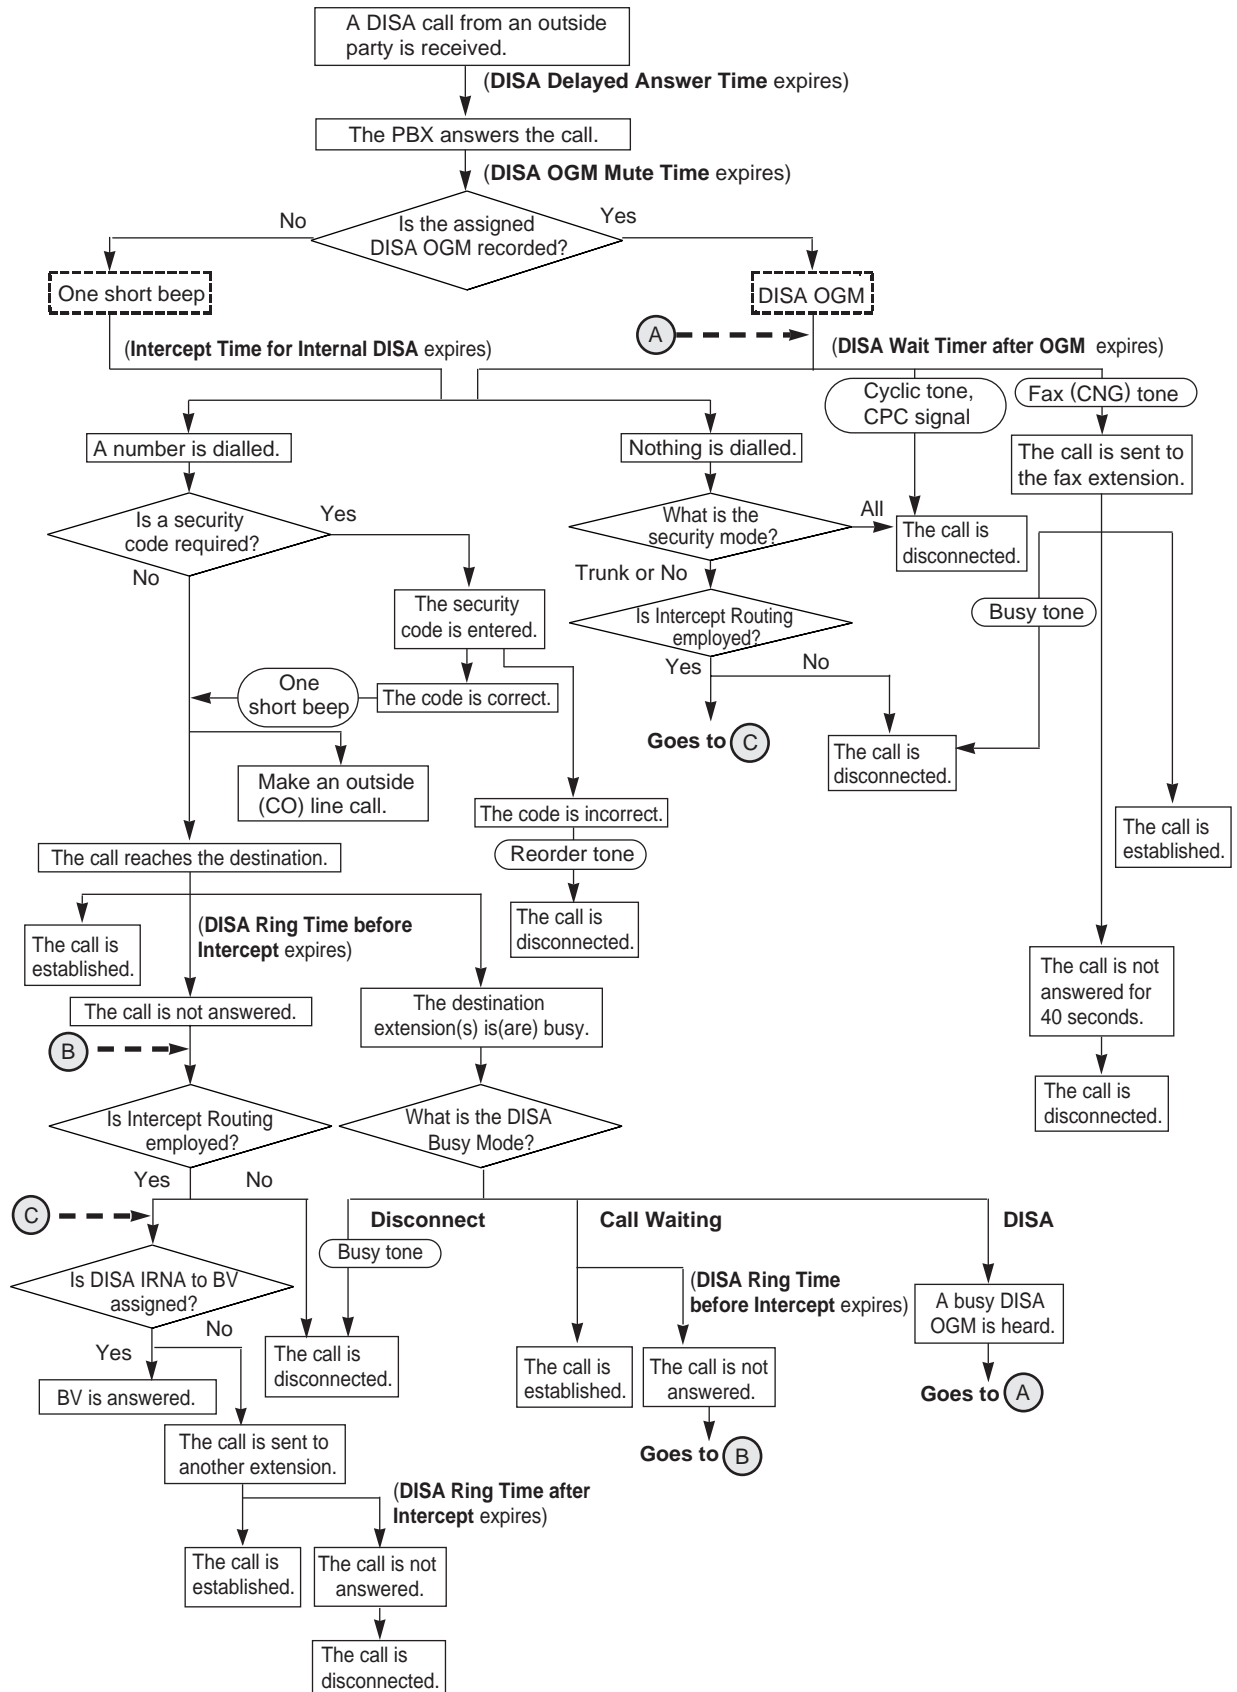 A DISA call from an outside
party is received.
(DISA Delayed Answer Time expires)
The PBX answers the call.
(DISA OGM Mute Time expires)
No
Is the assigned
DISA OGM recorded?
Yes
One short beep
DISA OGM
A
(Intercept Time for Internal DISA expires)
(DISA Wait Timer after OGM expires)
Cyclic tone,
CPC signal
Fax (CNG) tone
A number is dialled.
Nothing is dialled.
The call is sent to
the fax extension.
Is a security
code required?
Yes
No
What is the
security mode?
All
The call is
disconnected.
Trunk or No
The security
code is entered.
Is Intercept Routing
employed?
Busy tone
Yes
No
One
short beep
The code is correct.
Goes to C
The call is
disconnected.
Make an outside
(CO) line call.
The code is incorrect.
The call is
established.
The call reaches the destination.
Reorder tone
(DISA Ring Time before
Intercept expires)
The call is
disconnected.
The call is
established.
The call is not
answered for
40 seconds.
The call is not answered.
The destination
extension(s) is(are) busy.
B
The call is
disconnected.
Is Intercept Routing
employed?
What is the DISA
Busy Mode?
Yes
No
C
Disconnect
Call Waiting
DISA
Busy tone
Is DISA IRNA to BV
assigned?
(DISA Ring Time
before Intercept expires)
A busy DISA
OGM is heard.
No
Yes
The call is
disconnected.
The call is
established.
The call is not
answered.
BV is answered.
Goes to A
The call is sent to
another extension.
Goes to B
(DISA Ring Time after
Intercept expires)
The call is
established.
The call is not
answered.
The call is
disconnected.